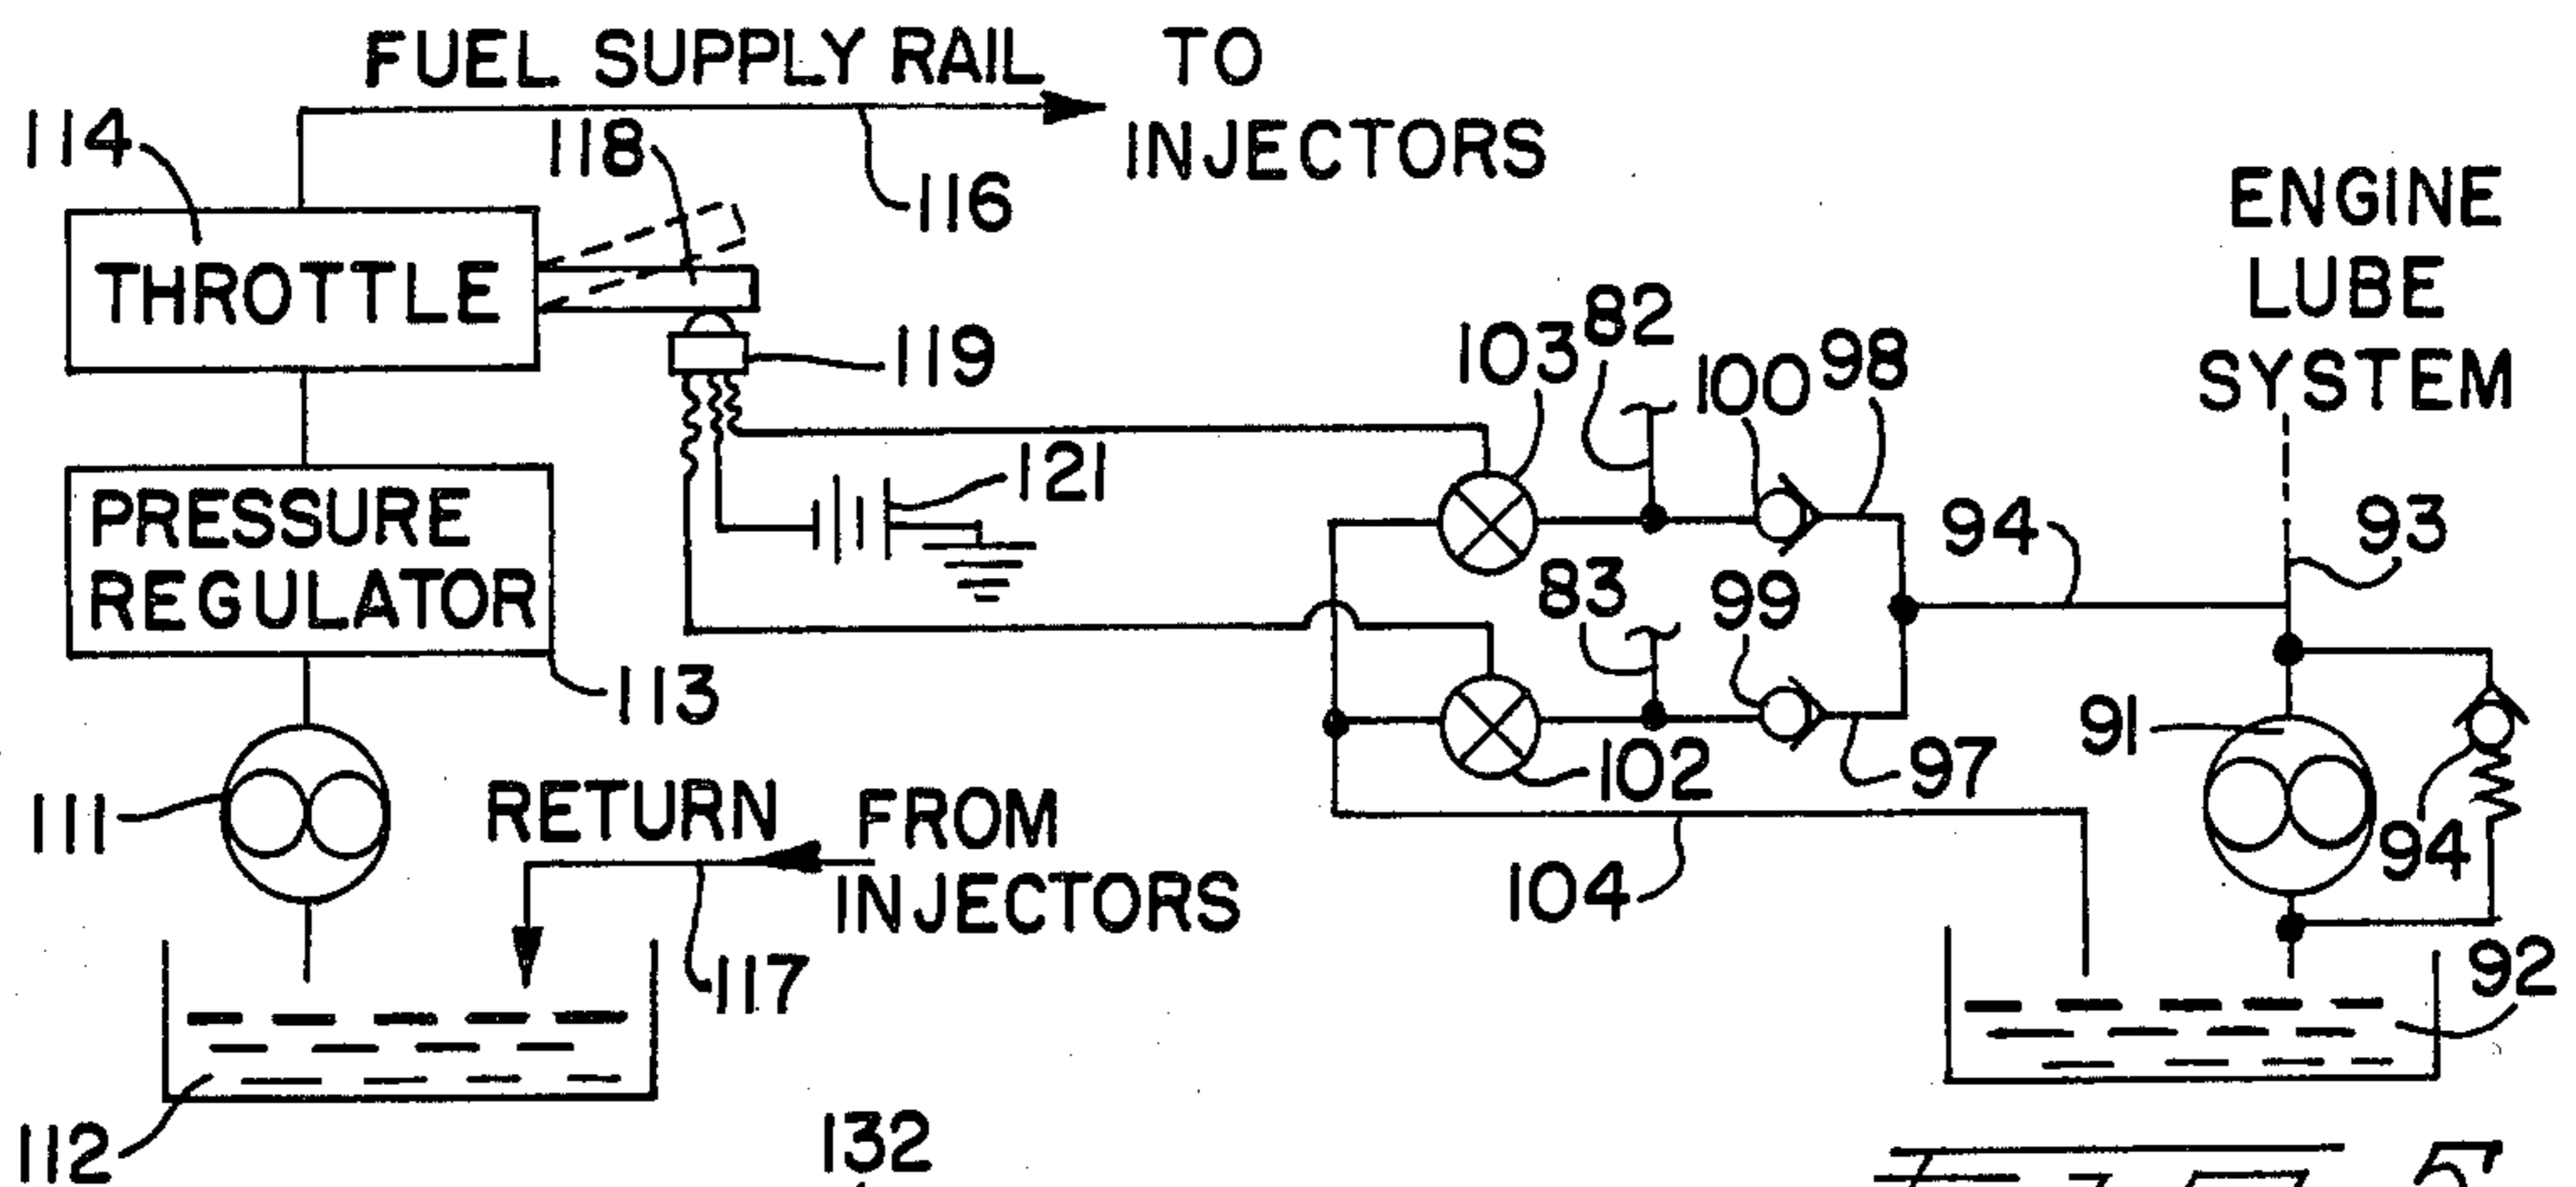 FUEL SUPPLY RAIL TO
INJECTORS
114
118
116
THROTTLE
119
ENGINE
LUBE
SYSTEM
103
82
100
98
121
94
93
PRESSURE
REGULATOR
113
83
99
91
102
97
94
111
RETURN FROM
INJECTORS
104
117
92
112
132